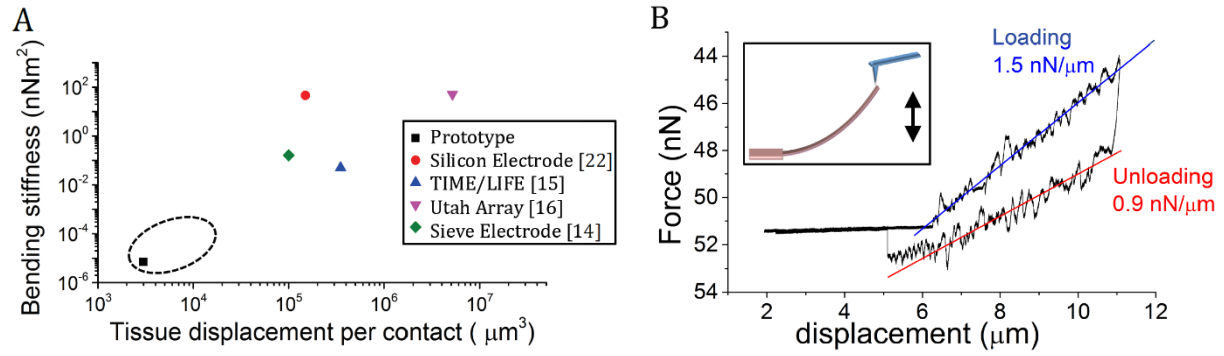 A
Bending stiffness (nNm²)
10²
10⁰
10⁻²
10⁻⁴
10⁻⁶
10³
10⁴
10⁵
10⁶
10⁷
Tissue displacement per contact ( μm³)
Prototype
Silicon Electrode [22]
TIME/LIFE [15]
Utah Array [16]
Sieve Electrode [14]
B
Force (nN)
44
46
48
50
52
54
2
4
6
8
10
12
displacement (μm)
Loading
1.5 nN/μm
Unloading
0.9 nN/μm